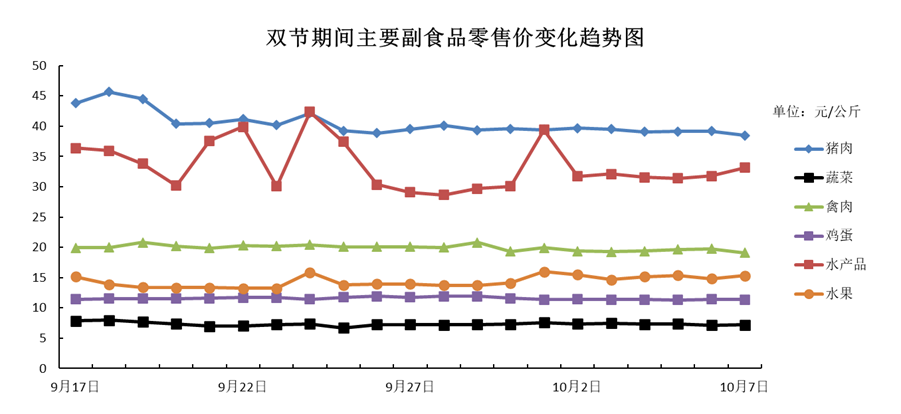 双节期间主要副食品零售价变化趋势图
50
45
40
35
30
25
20
15
10
5
0
9月17日 9月22日 9月27日 10月2日 10月7日
单位：元/公斤
猪肉
蔬菜
禽肉
鸡蛋
水产品
水果